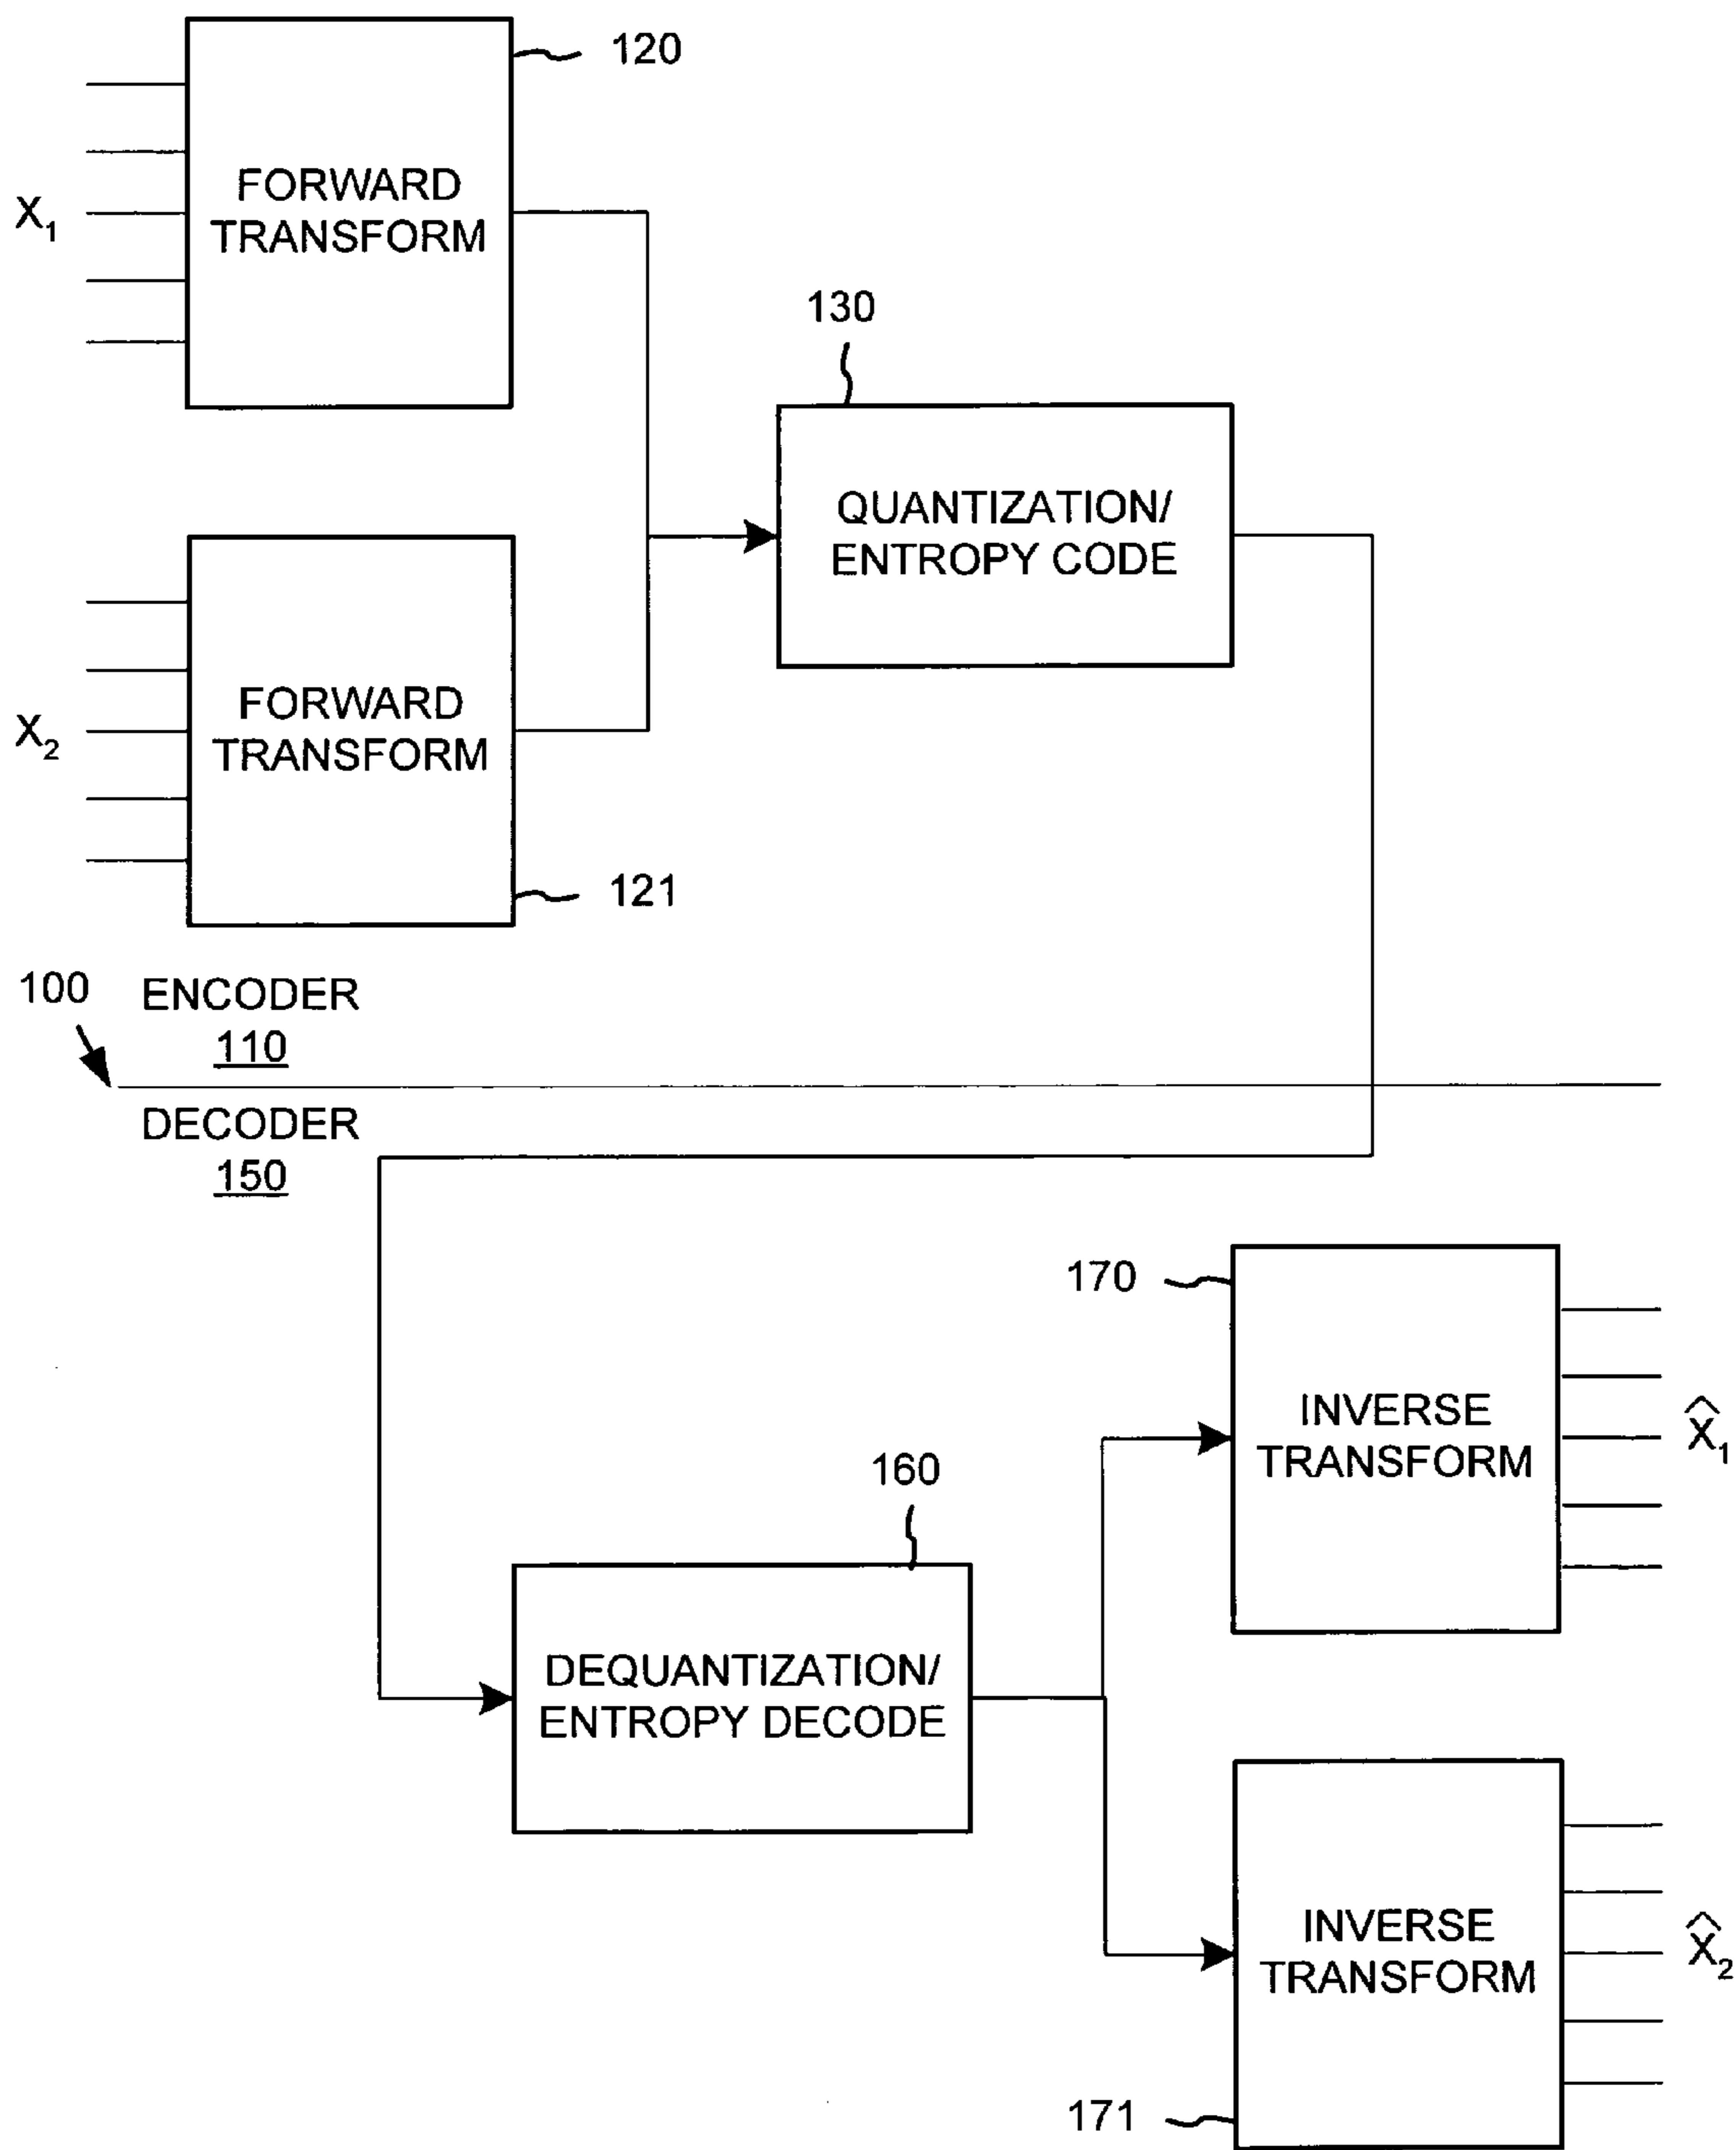 120
FORWARD
TRANSFORM
X₁
130
QUANTIZATION/
ENTROPY CODE
FORWARD
TRANSFORM
X₂
121
100
ENCODER
110
DECODER
150
170
INVERSE
TRANSFORM
X̂₁
160
DEQUANTIZATION/
ENTROPY DECODE
INVERSE
TRANSFORM
X̂₂
171